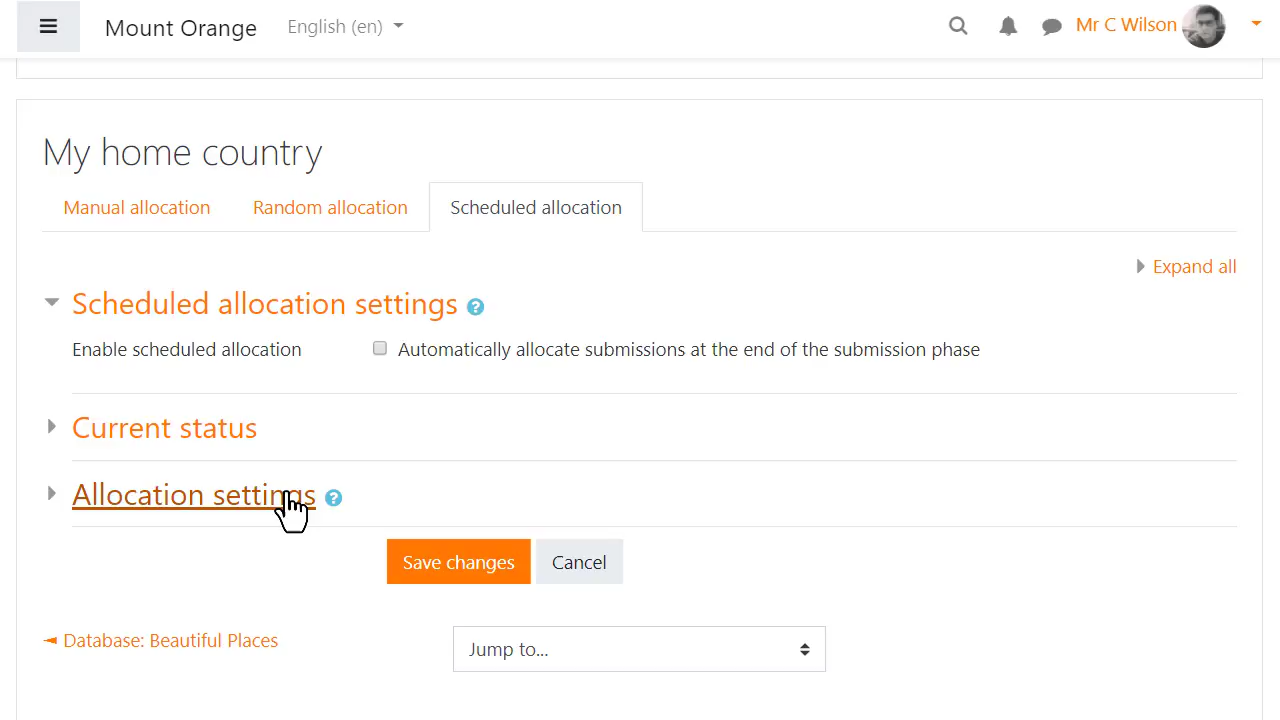 Mount Orange
English (en)
Mr C Wilson
My home country
Manual allocation
Random allocation
Scheduled allocation
Expand all
Scheduled allocation settings
Enable scheduled allocation
Automatically allocate submissions at the end of the submission phase
Current status
Allocation settings
Save changes
Cancel
◄ Database: Beautiful Places
Jump to...